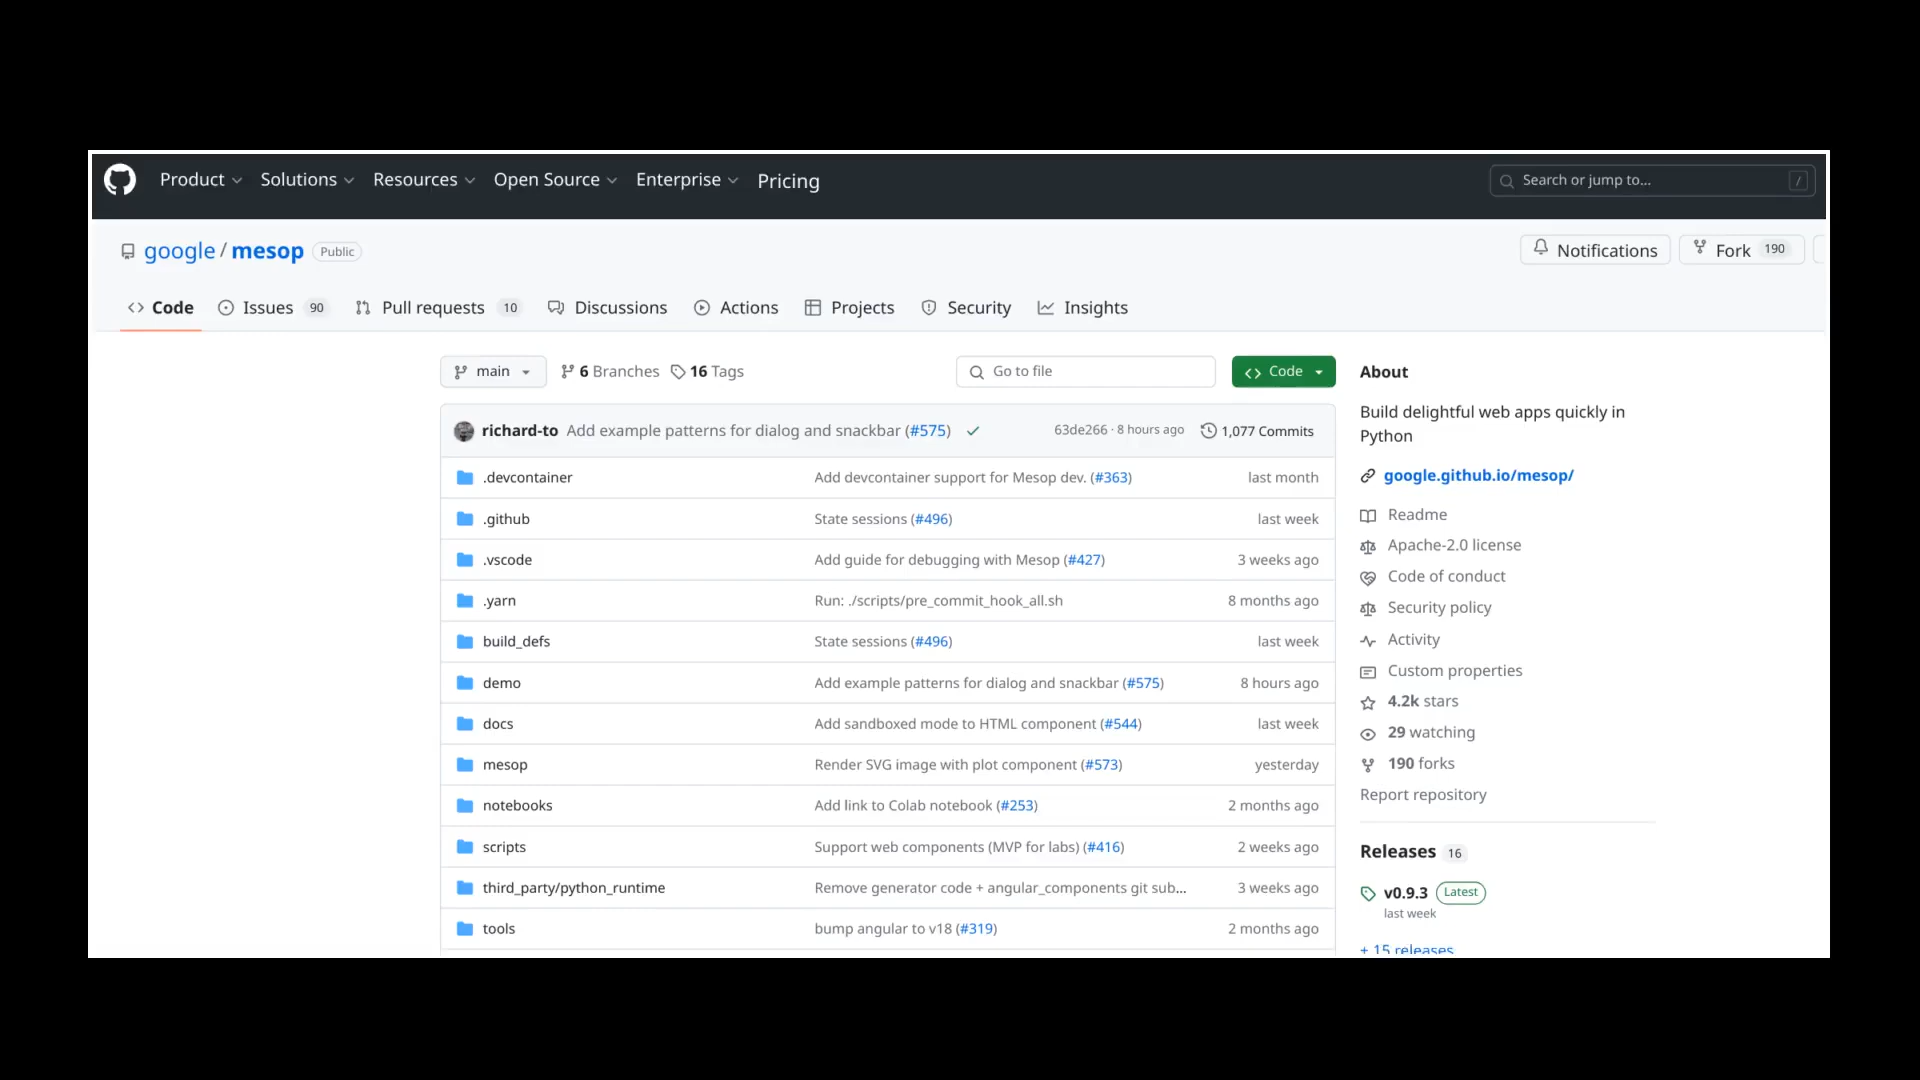 Product Solutions Resources Open Source Enterprise Pricing Search or jump to... /
google / mesop Public Notifications Fork 190
Code Issues 90 Pull requests 10 Discussions Actions Projects Security Insights
main 6 Branches 16 Tags Go to file Code
richard-to Add example patterns for dialog and snackbar (#575) 63de266 · 8 hours ago 1,077 Commits
.devcontainer Add devcontainer support for Mesop dev. (#363) last month
.github State sessions (#496) last week
.vscode Add guide for debugging with Mesop (#427) 3 weeks ago
.yarn Run: ./scripts/pre_commit_hook_all.sh 8 months ago
build_defs State sessions (#496) last week
demo Add example patterns for dialog and snackbar (#575) 8 hours ago
docs Add sandboxed mode to HTML component (#544) last week
mesop Render SVG image with plot component (#573) yesterday
notebooks Add link to Colab notebook (#253) 2 months ago
scripts Support web components (MVP for labs) (#416) 2 weeks ago
third_party/python_runtime Remove generator code + angular_components git sub... 3 weeks ago
tools bump angular to v18 (#319) 2 months ago
About
Build delightful web apps quickly in
Python
google.github.io/mesop/
Readme
Apache-2.0 license
Code of conduct
Security policy
Activity
Custom properties
4.2k stars
29 watching
190 forks
Report repository
Releases 16
v0.9.3 Latest
last week
+ 15 releases